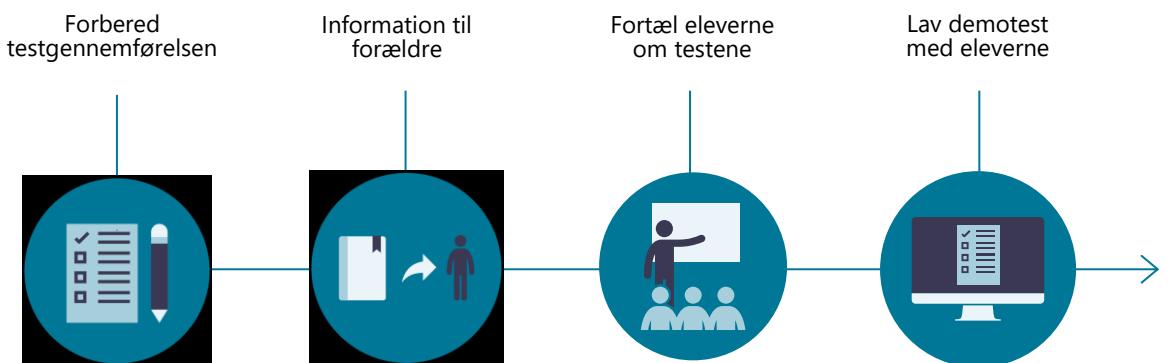 Forbered
testgennemførelsen
Information til
forældre
Fortæl eleverne
om testene
Lav demotest
med eleverne